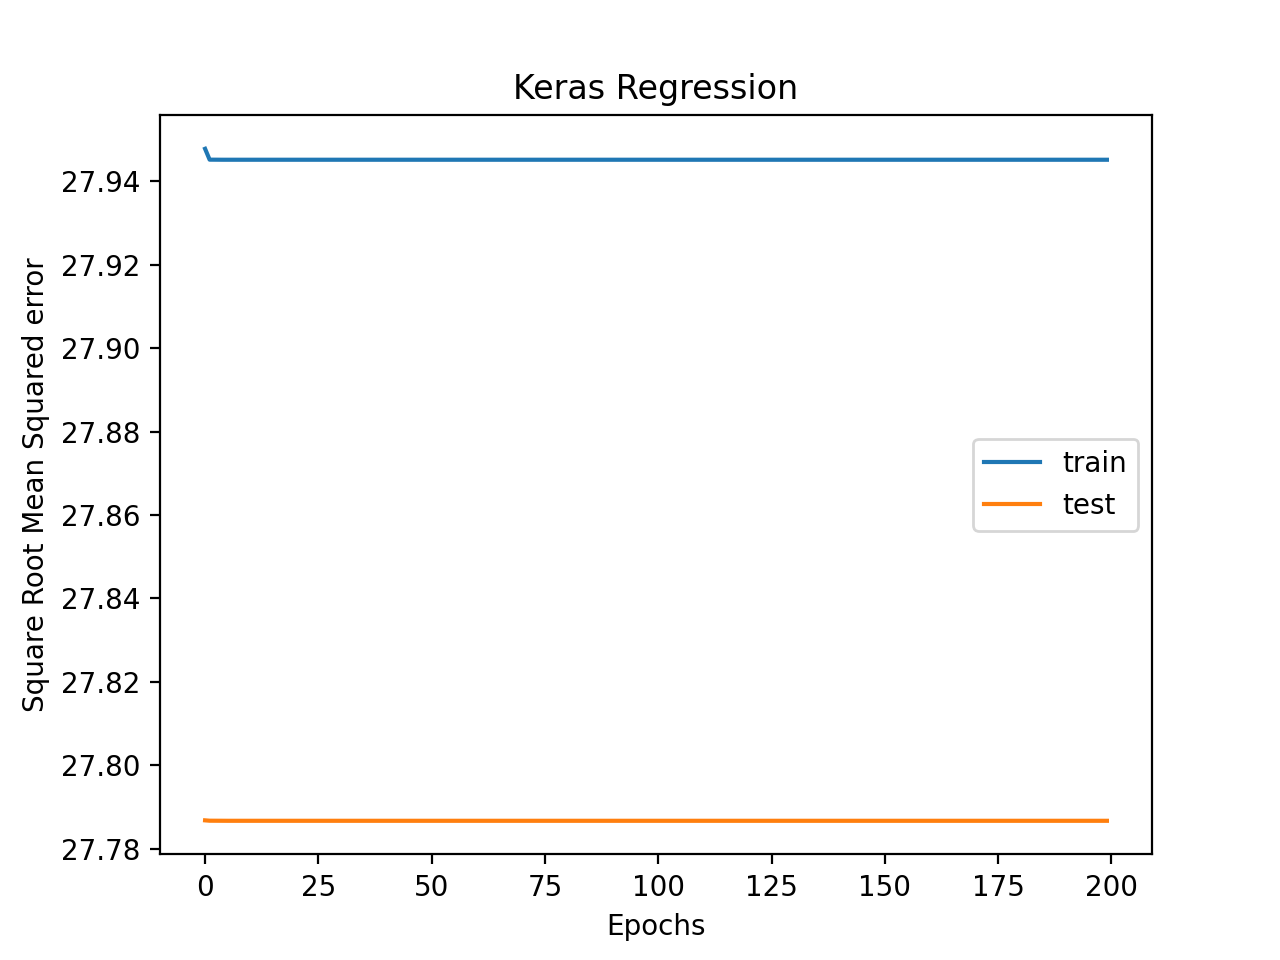 Keras Regression
Square Root Mean Squared error
27.94
27.92
27.90
27.88
27.86
27.84
27.82
27.80
27.78
train
test
0 25 50 75 100 125 150 175 200
Epochs